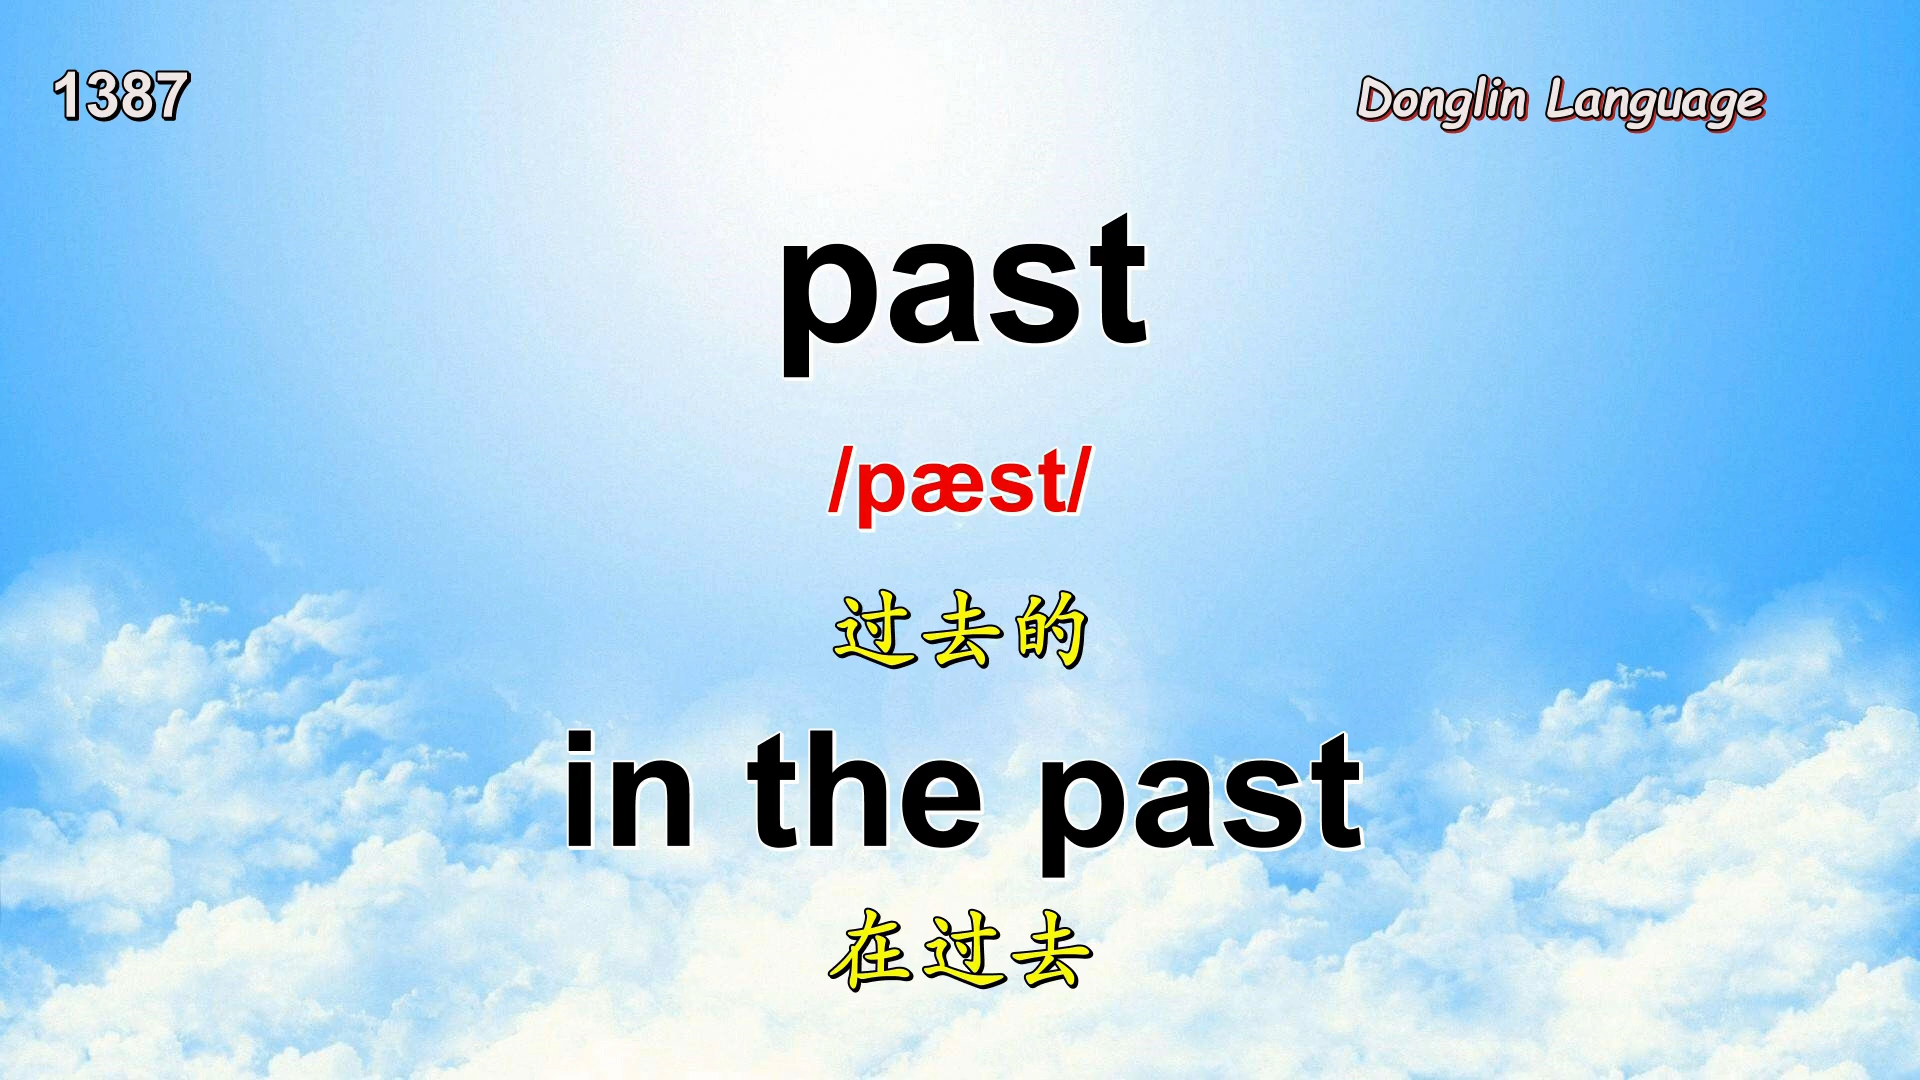 1387
Donglin Language
past
/pæst/
过去的
in the past
在过去